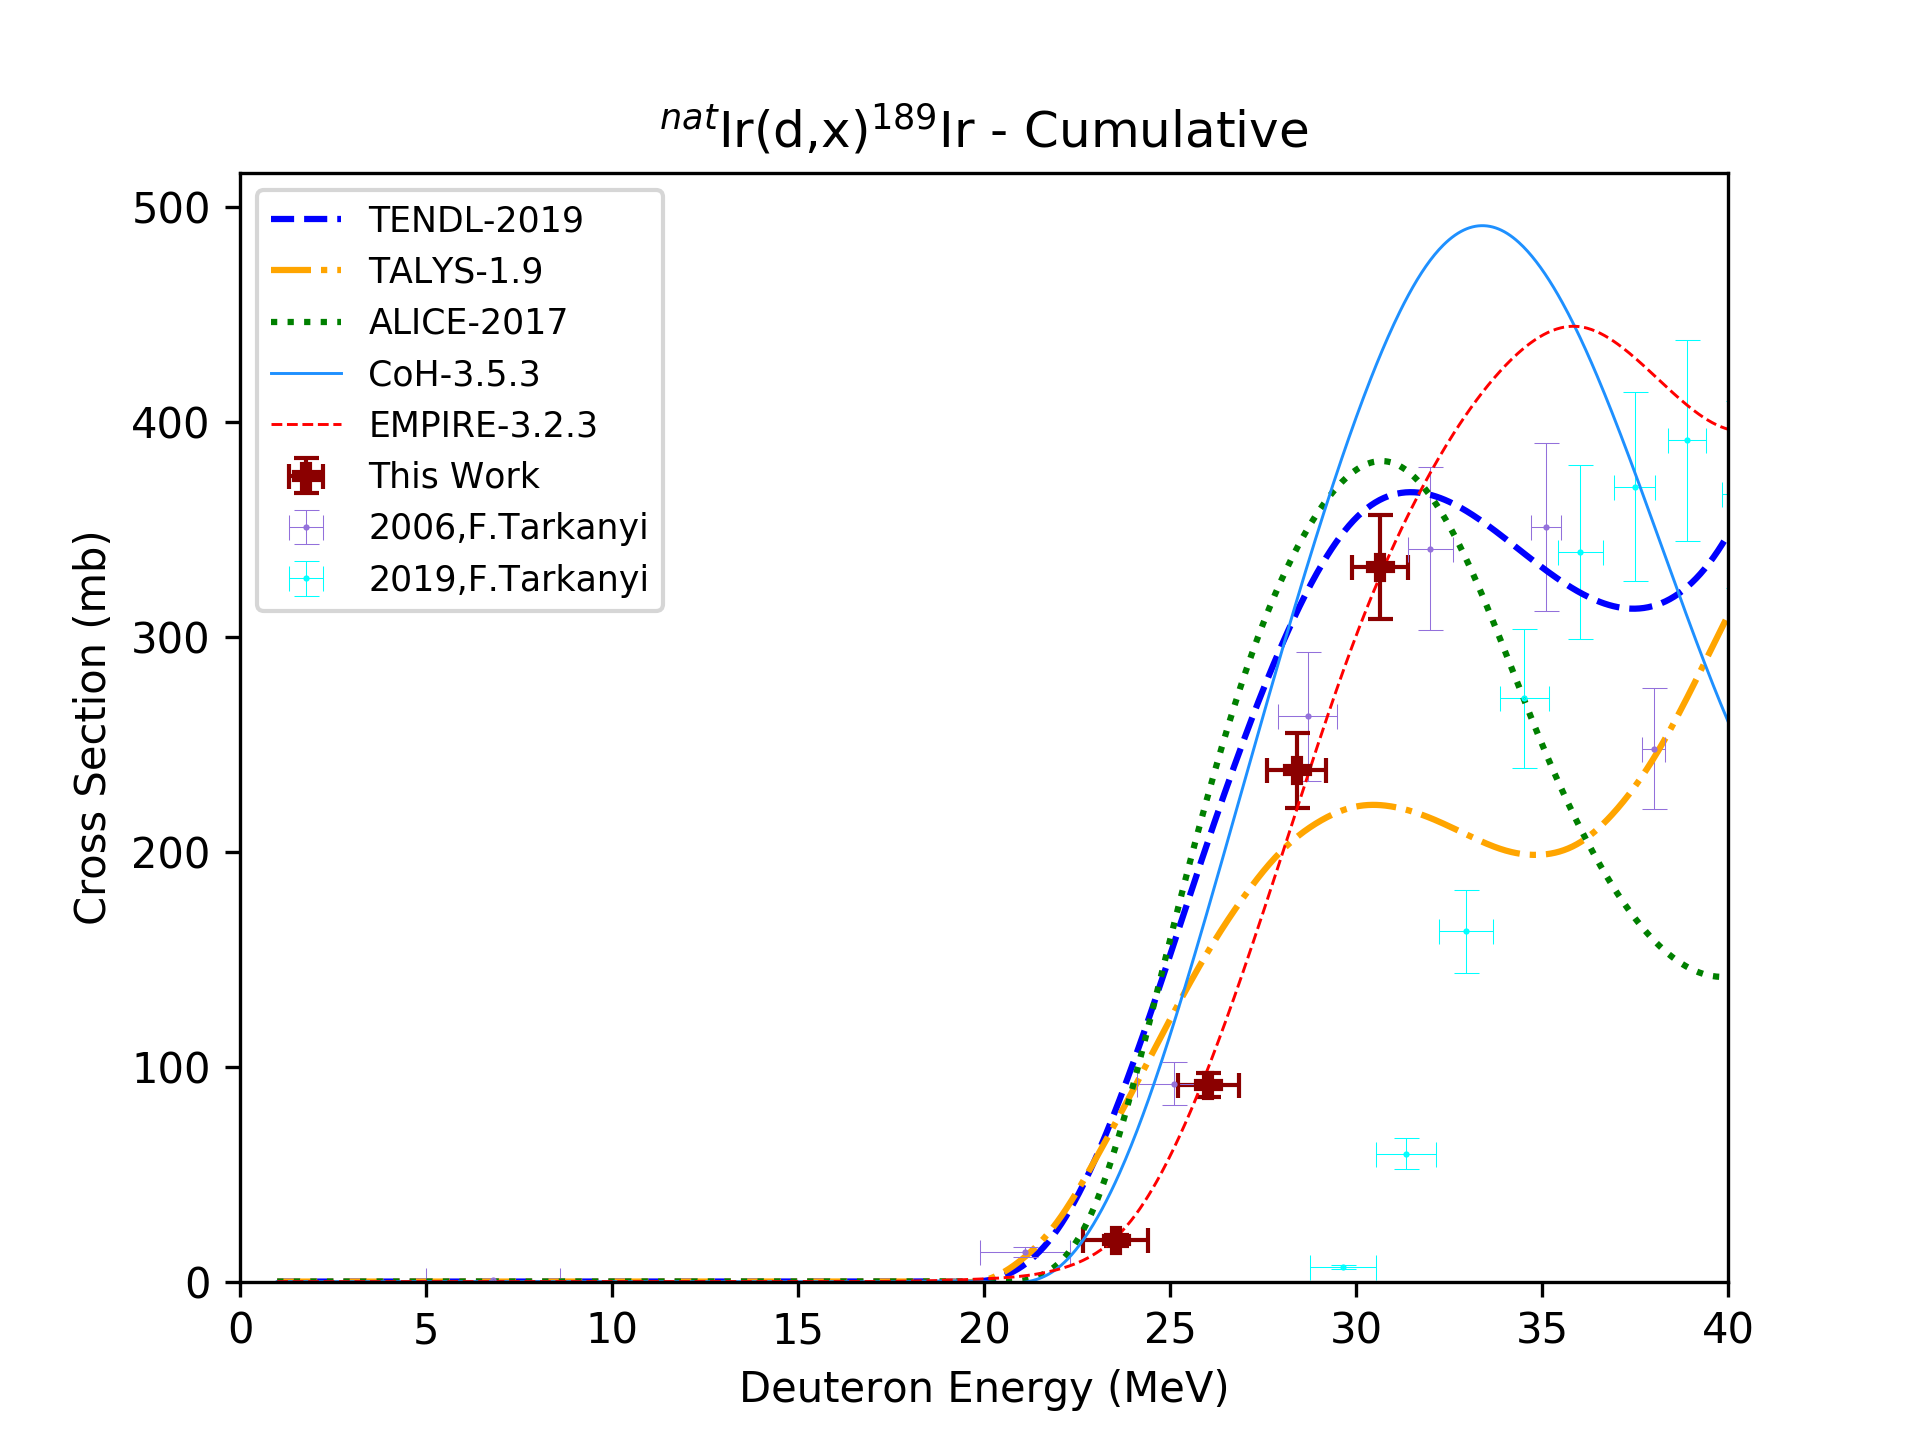 natIr(d,x)189Ir - Cumulative
TENDL-2019
TALYS-1.9
ALICE-2017
CoH-3.5.3
EMPIRE-3.2.3
This Work
2006,F.Tarkanyi
2019,F.Tarkanyi
Cross Section (mb)
500
400
300
200
100
0
0 5 10 15 20 25 30 35 40
Deuteron Energy (MeV)